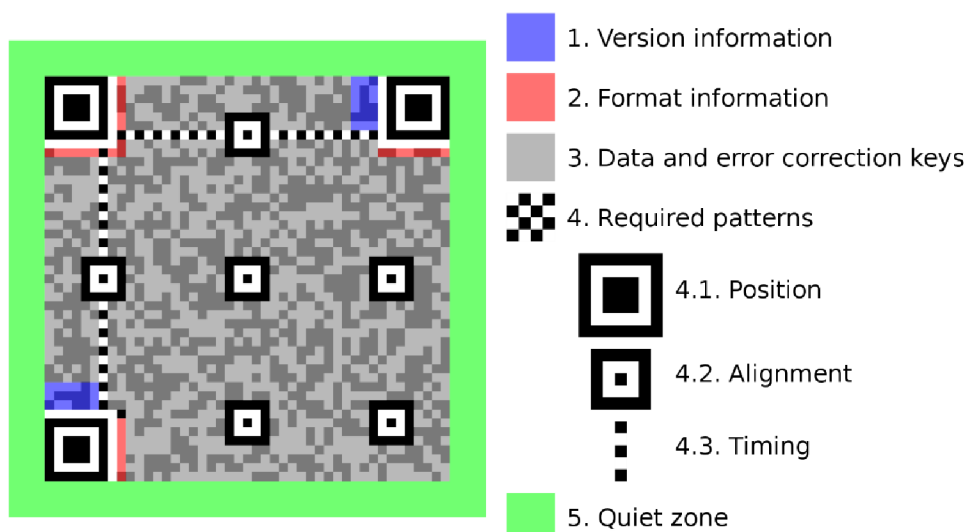 1. Version information
2. Format information
3. Data and error correction keys
4. Required patterns
4.1. Position
4.2. Alignment
4.3. Timing
5. Quiet zone